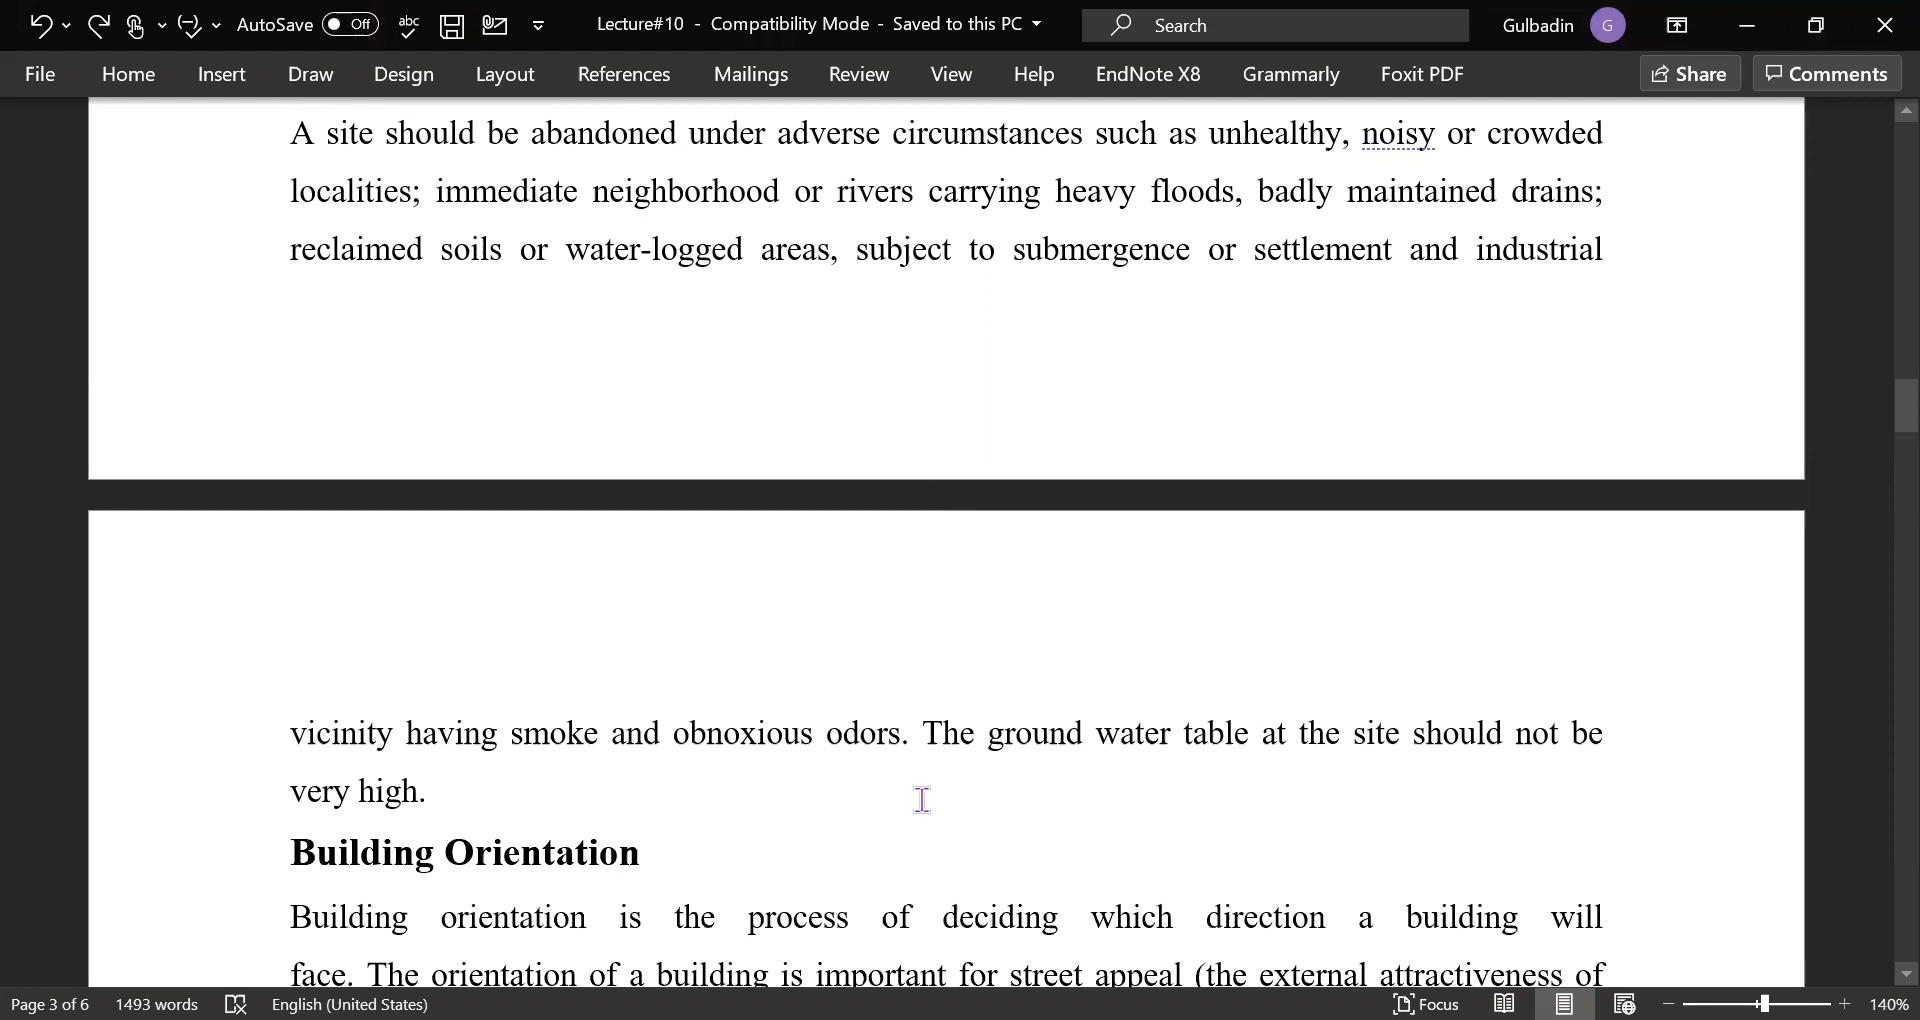 AutoSave Off abc Lecture#10 - Compatibility Mode - Saved to this PC Search Gulbadin G
File Home Insert Draw Design Layout References Mailings Review View Help EndNote X8 Grammarly Foxit PDF Share Comments
A site should be abandoned under adverse circumstances such as unhealthy, noisy or crowded
localities; immediate neighborhood or rivers carrying heavy floods, badly maintained drains;
reclaimed soils or water-logged areas, subject to submergence or settlement and industrial
vicinity having smoke and obnoxious odors. The ground water table at the site should not be
very high.
Building Orientation
Building orientation is the process of deciding which direction a building will
face. The orientation of a building is important for street appeal (the external attractiveness of
Page 3 of 6 1493 words English (United States) Focus 140%